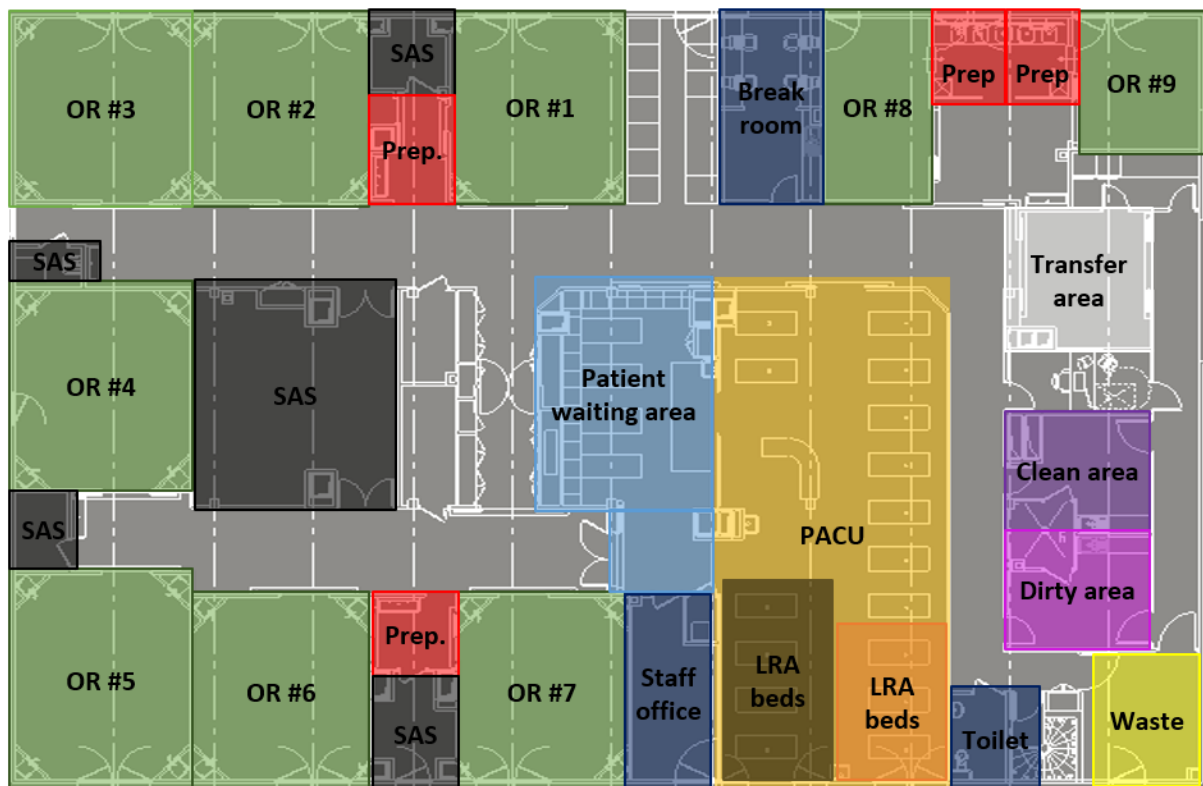 OR #3
OR #2
SAS
Prep.
OR #1
Break
room
OR #8
Prep
Prep
OR #9
SAS
Transfer
area
OR #4
SAS
Patient
waiting area
Clean area
SAS
PACU
Dirty area
OR #5
OR #6
Prep.
SAS
OR #7
Staff
office
LRA
beds
LRA
beds
Toilet
Waste